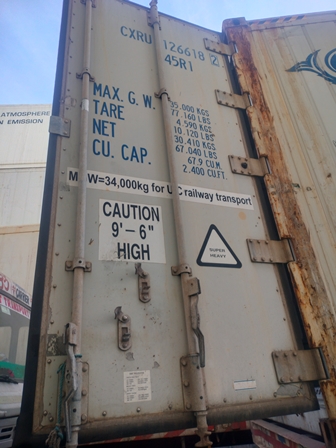 CXRU 126618 2
45R1
MAX. G. W. 35.000 KGS
77.160 LBS
TARE 4.590 KGS
10.120 LBS
NET 30.410 KGS
67.040 LBS
CU. CAP. 67.9 CU.M.
2.400 CU.FT.
W=34,000kg for railway transport
CAUTION
9'-6"
HIGH
SUPER
HEAVY
ATMOSPHERE
EMISSION